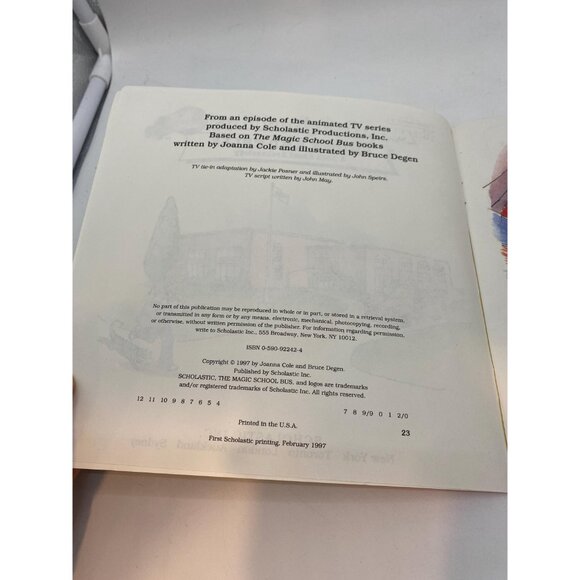 From an episode of the animated TV series
produced by Scholastic Productions, Inc.
Based on The Magic School Bus books
written by Joanna Cole and illustrated by Bruce Degen
TV tie-in adaptation by Jackie Posner and illustrated by John Speirs.
TV script written by John May.
No part of this publication may be reproduced in whole or in part, or stored in a retrieval system,
or transmitted in any form or by any means, electronic, mechanical, photocopying, recording,
or otherwise, without written permission of the publisher. For information regarding permission,
write to Scholastic Inc., 555 Broadway, New York, NY 10012.
ISBN 0-590-92242-4
Copyright © 1997 by Joanna Cole and Bruce Degen.
Published by Scholastic Inc.
SCHOLASTIC, THE MAGIC SCHOOL BUS, and logos are trademarks
and/or registered trademarks of Scholastic Inc. All rights reserved.
12 11 10 9 8 7 6 5 4 7 8 9/9 0 1 2/0
Printed in the U.S.A. 23
First Scholastic printing, February 1997
New York Toronto London Auckland Sydney